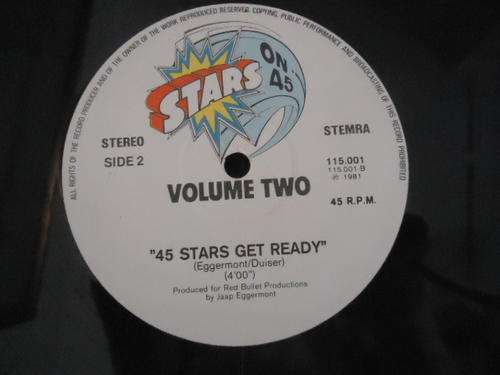 ALL RIGHTS OF THE RECORD PRODUCER AND OF THE OWNER OF THE WORK REPRODUCED RESERVED. COPYING, PUBLIC PERFORMANCE AND BROADCASTING OF THIS RECORD PROHIBITED
STARS
ON
45
STEREO
SIDE 2
STEMRA
115.001
115.001-B
℗ 1981
VOLUME TWO
45 R.P.M.
"45 STARS GET READY"
(Eggermont/Duiser)
(4'00")
Produced for Red Bullet Productions
by Jaap Eggermont